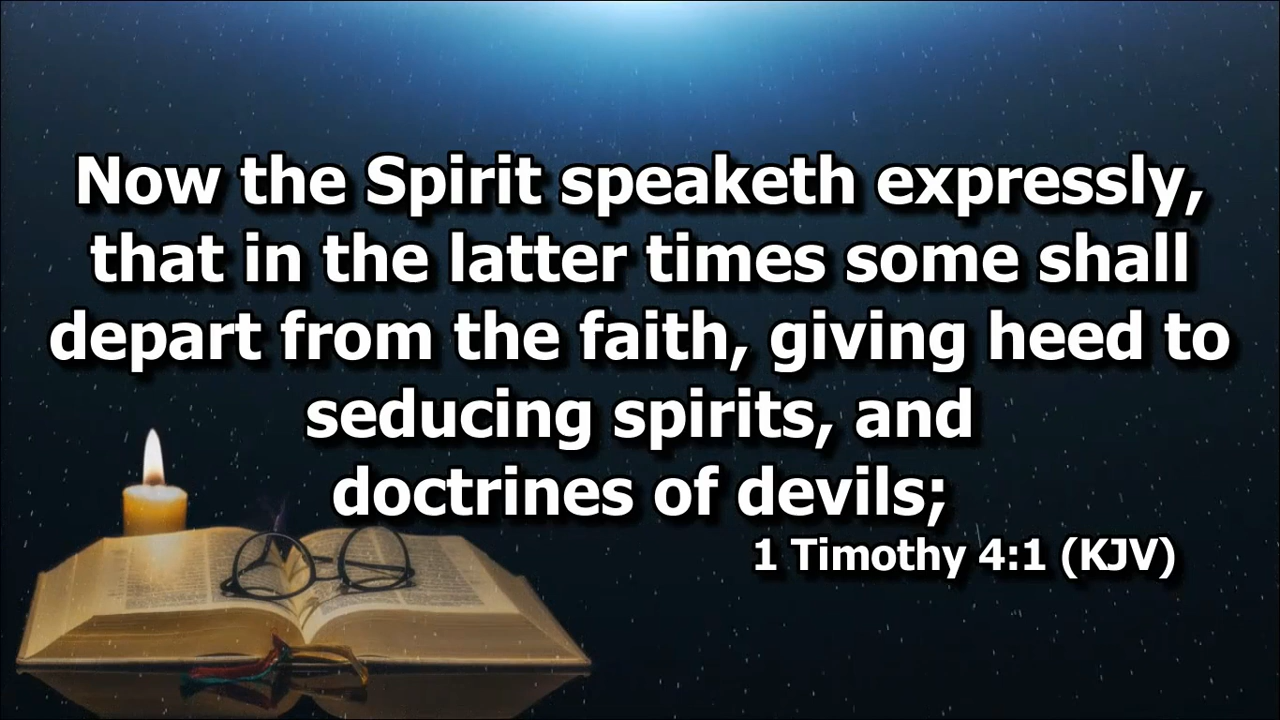 Now the Spirit speaketh expressly,
that in the latter times some shall
depart from the faith, giving heed to
seducing spirits, and
doctrines of devils;
1 Timothy 4:1 (KJV)